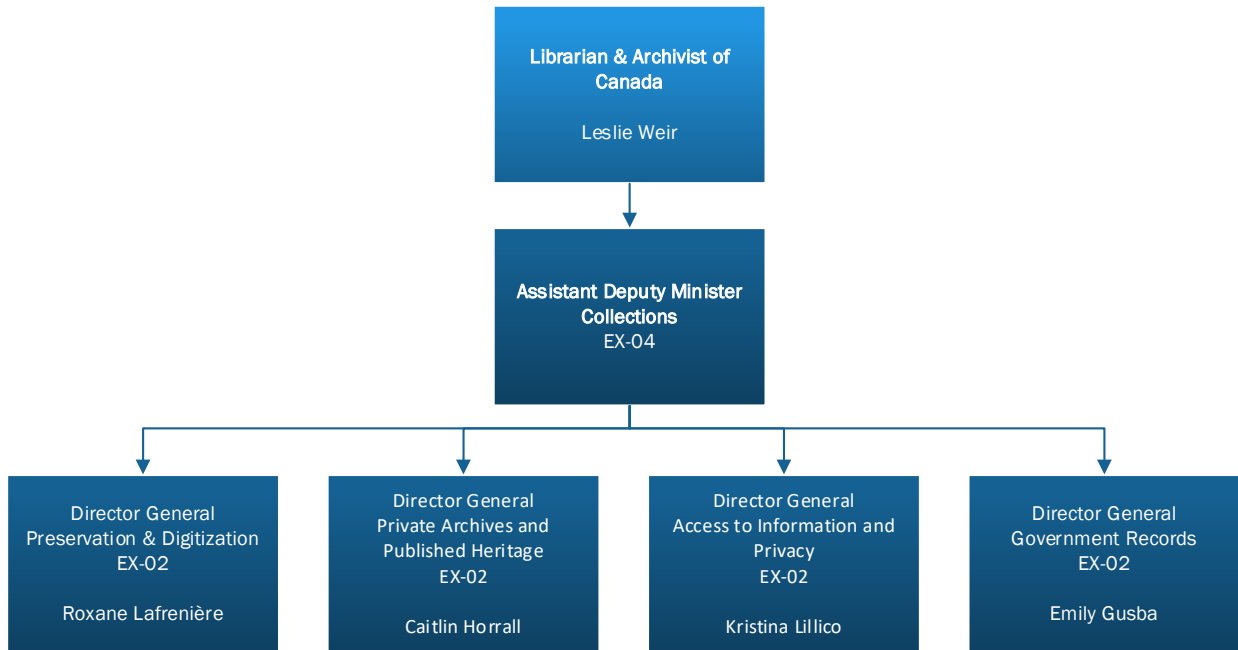 Librarian & Archivist of
Canada
Leslie Weir
Assistant Deputy Minister
Collections
EX-04
Director General
Preservation & Digitization
EX-02
Roxane Lafrenière
Director General
Private Archives and
Published Heritage
EX-02
Caitlin Horrall
Director General
Access to Information and
Privacy
EX-02
Kristina Lillico
Director General
Government Records
EX-02
Emily Gusba